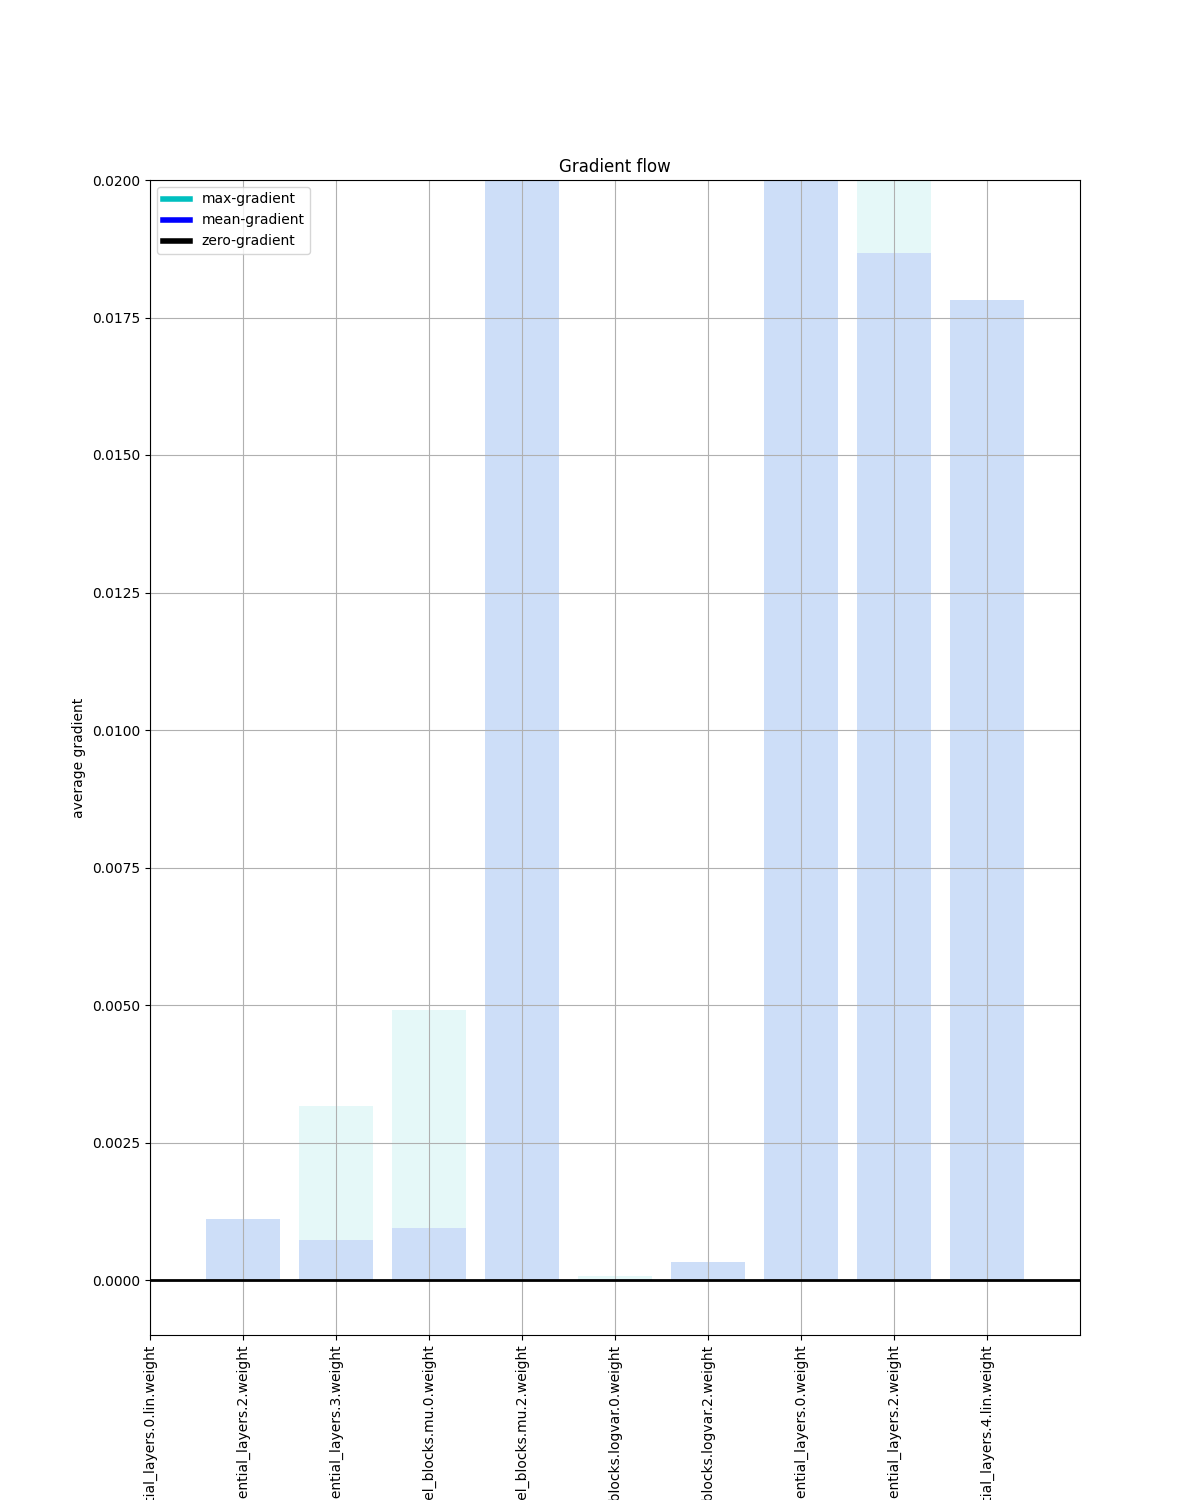 Gradient flow
max-gradient
mean-gradient
zero-gradient
0.0200
0.0175
0.0150
0.0125
0.0100
0.0075
0.0050
0.0025
0.0000
average gradient
tial_layers.0.lin.weight
ential_layers.2.weight
ential_layers.3.weight
el_blocks.mu.0.weight
el_blocks.mu.2.weight
blocks.logvar.0.weight
blocks.logvar.2.weight
ential_layers.0.weight
ential_layers.2.weight
tial_layers.4.lin.weight